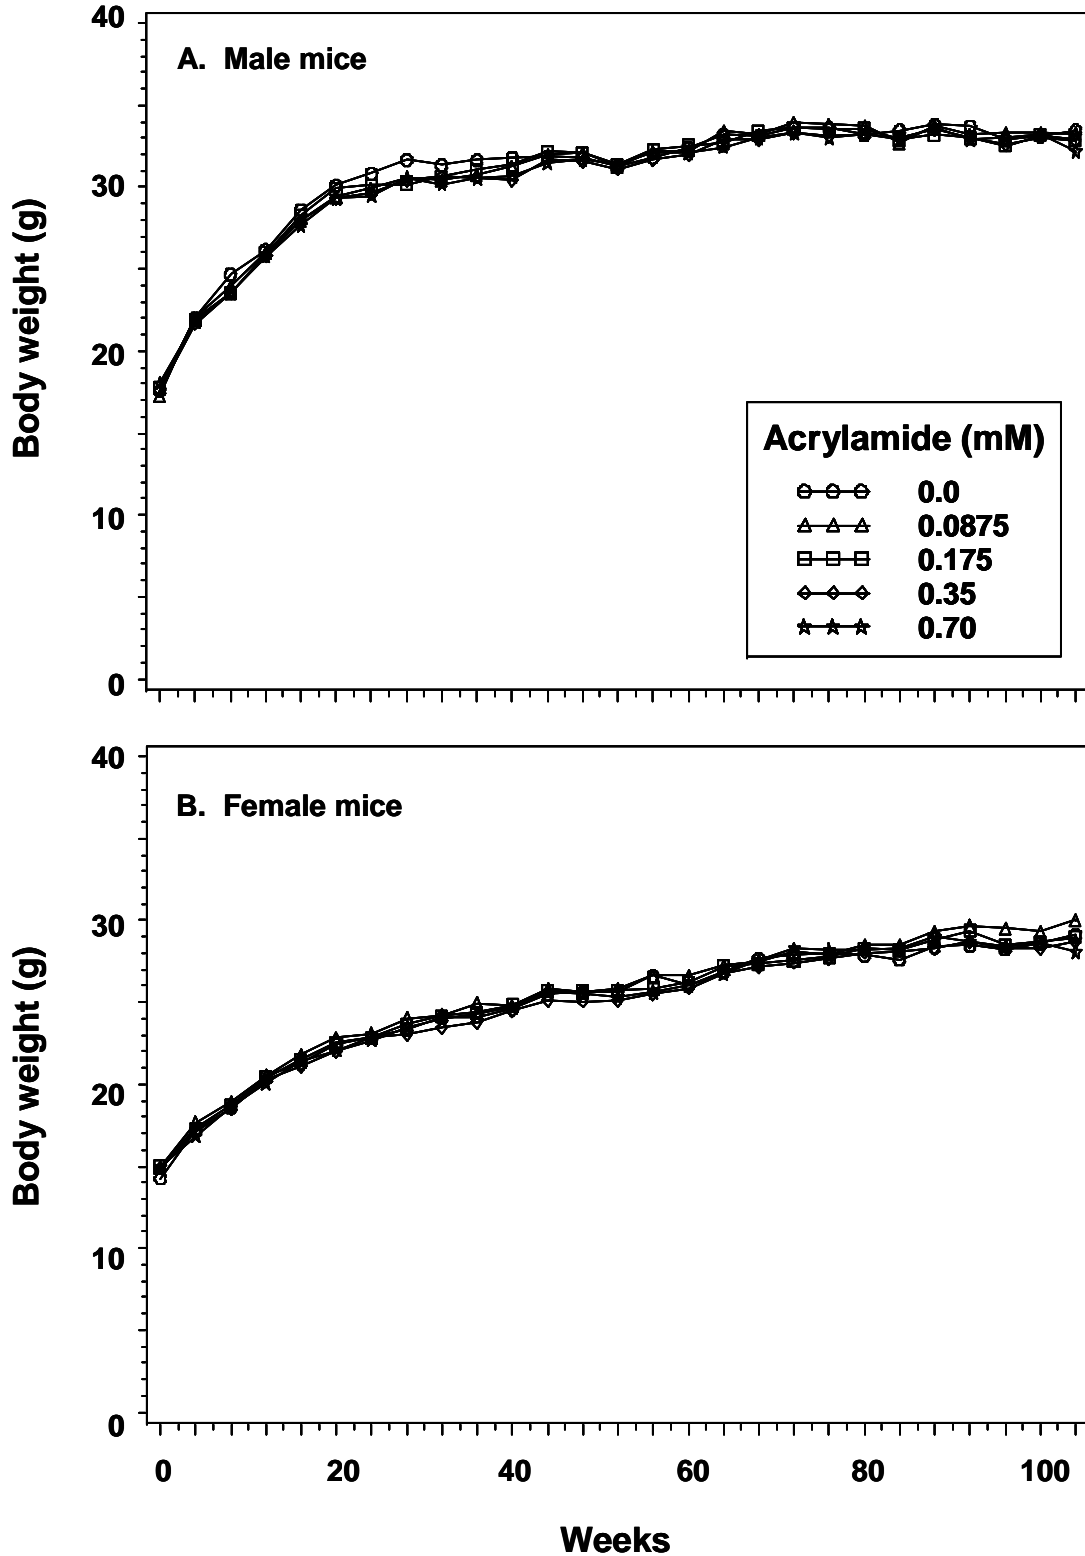 40
A. Male mice
30
20
10
0
Body weight (g)
Acrylamide (mM)
0.0
0.0875
0.175
0.35
0.70
40
B. Female mice
30
20
10
0
Body weight (g)
0 20 40 60 80 100
Weeks